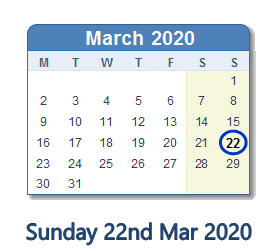 March 2020
M T W T F S S
1
2 3 4 5 6 7 8
9 10 11 12 13 14 15
16 17 18 19 20 21 22
23 24 25 26 27 28 29
30 31
Sunday 22nd Mar 2020